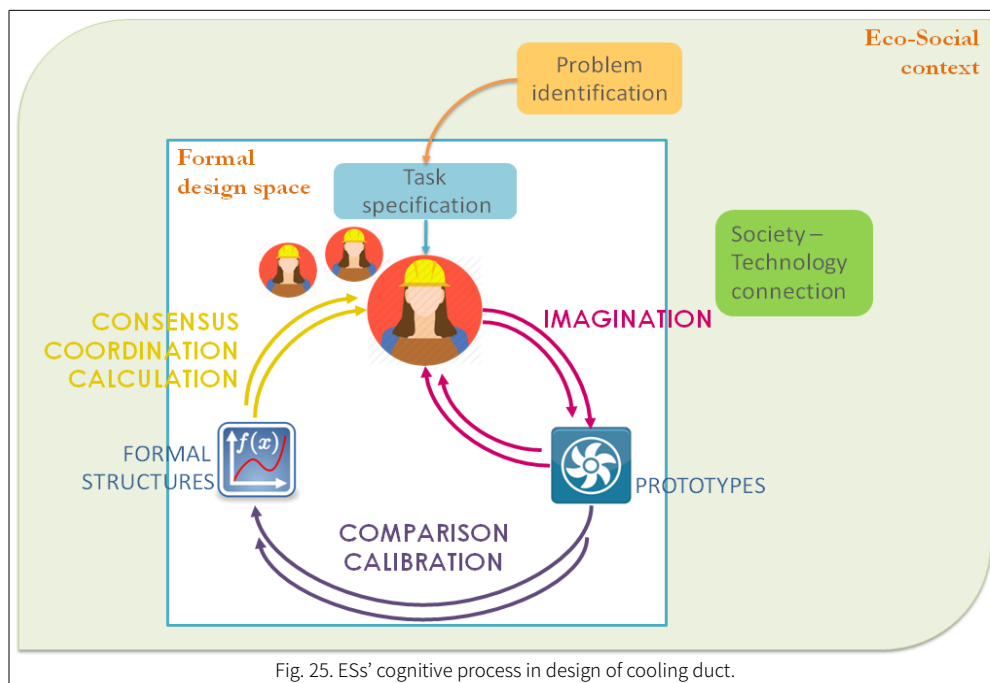 Eco-Social
context
Problem
identification
Formal
design space
Task
specification
Society –
Technology
connection
CONSENSUS
COORDINATION
CALCULATION
IMAGINATION
f(x)
FORMAL
STRUCTURES
PROTOTYPES
COMPARISON
CALIBRATION
Fig. 25. ESs’ cognitive process in design of cooling duct.